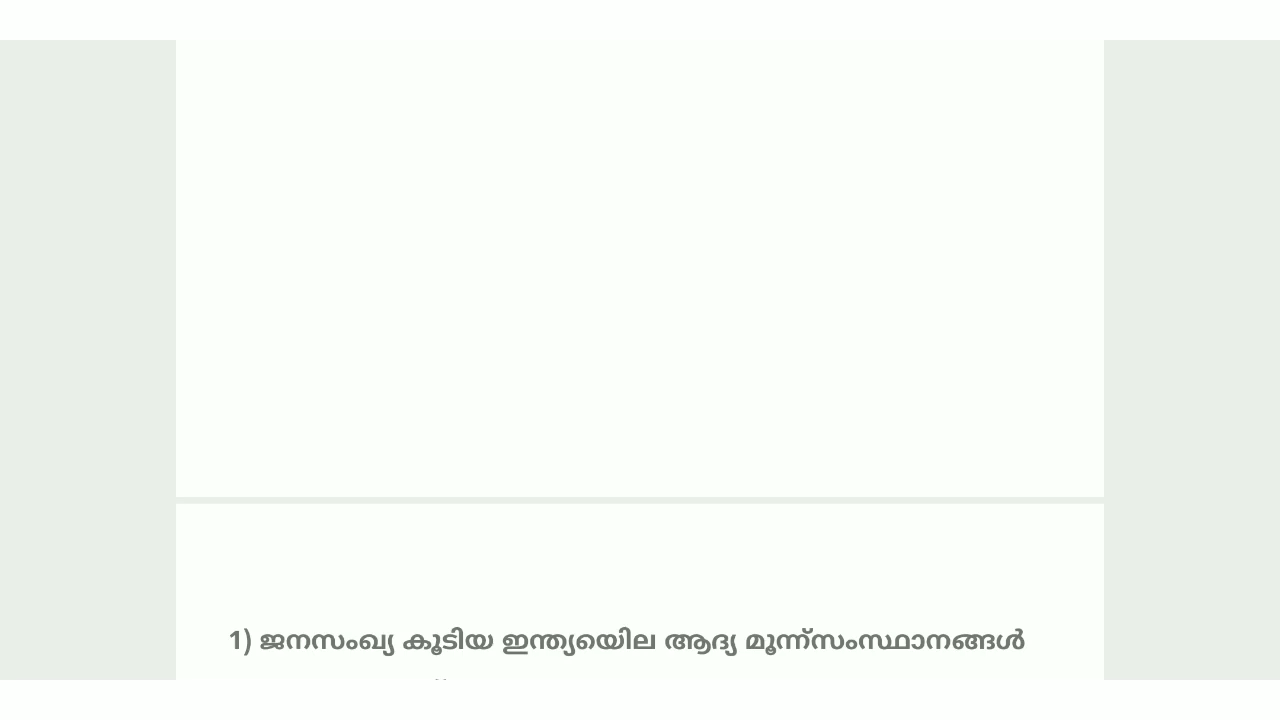 1) ജനസംഖ്യ കൂടിയ ഇന്ത്യയിെല ആദ്യ മൂന്ന്സംസ്ഥാനങ്ങൾ